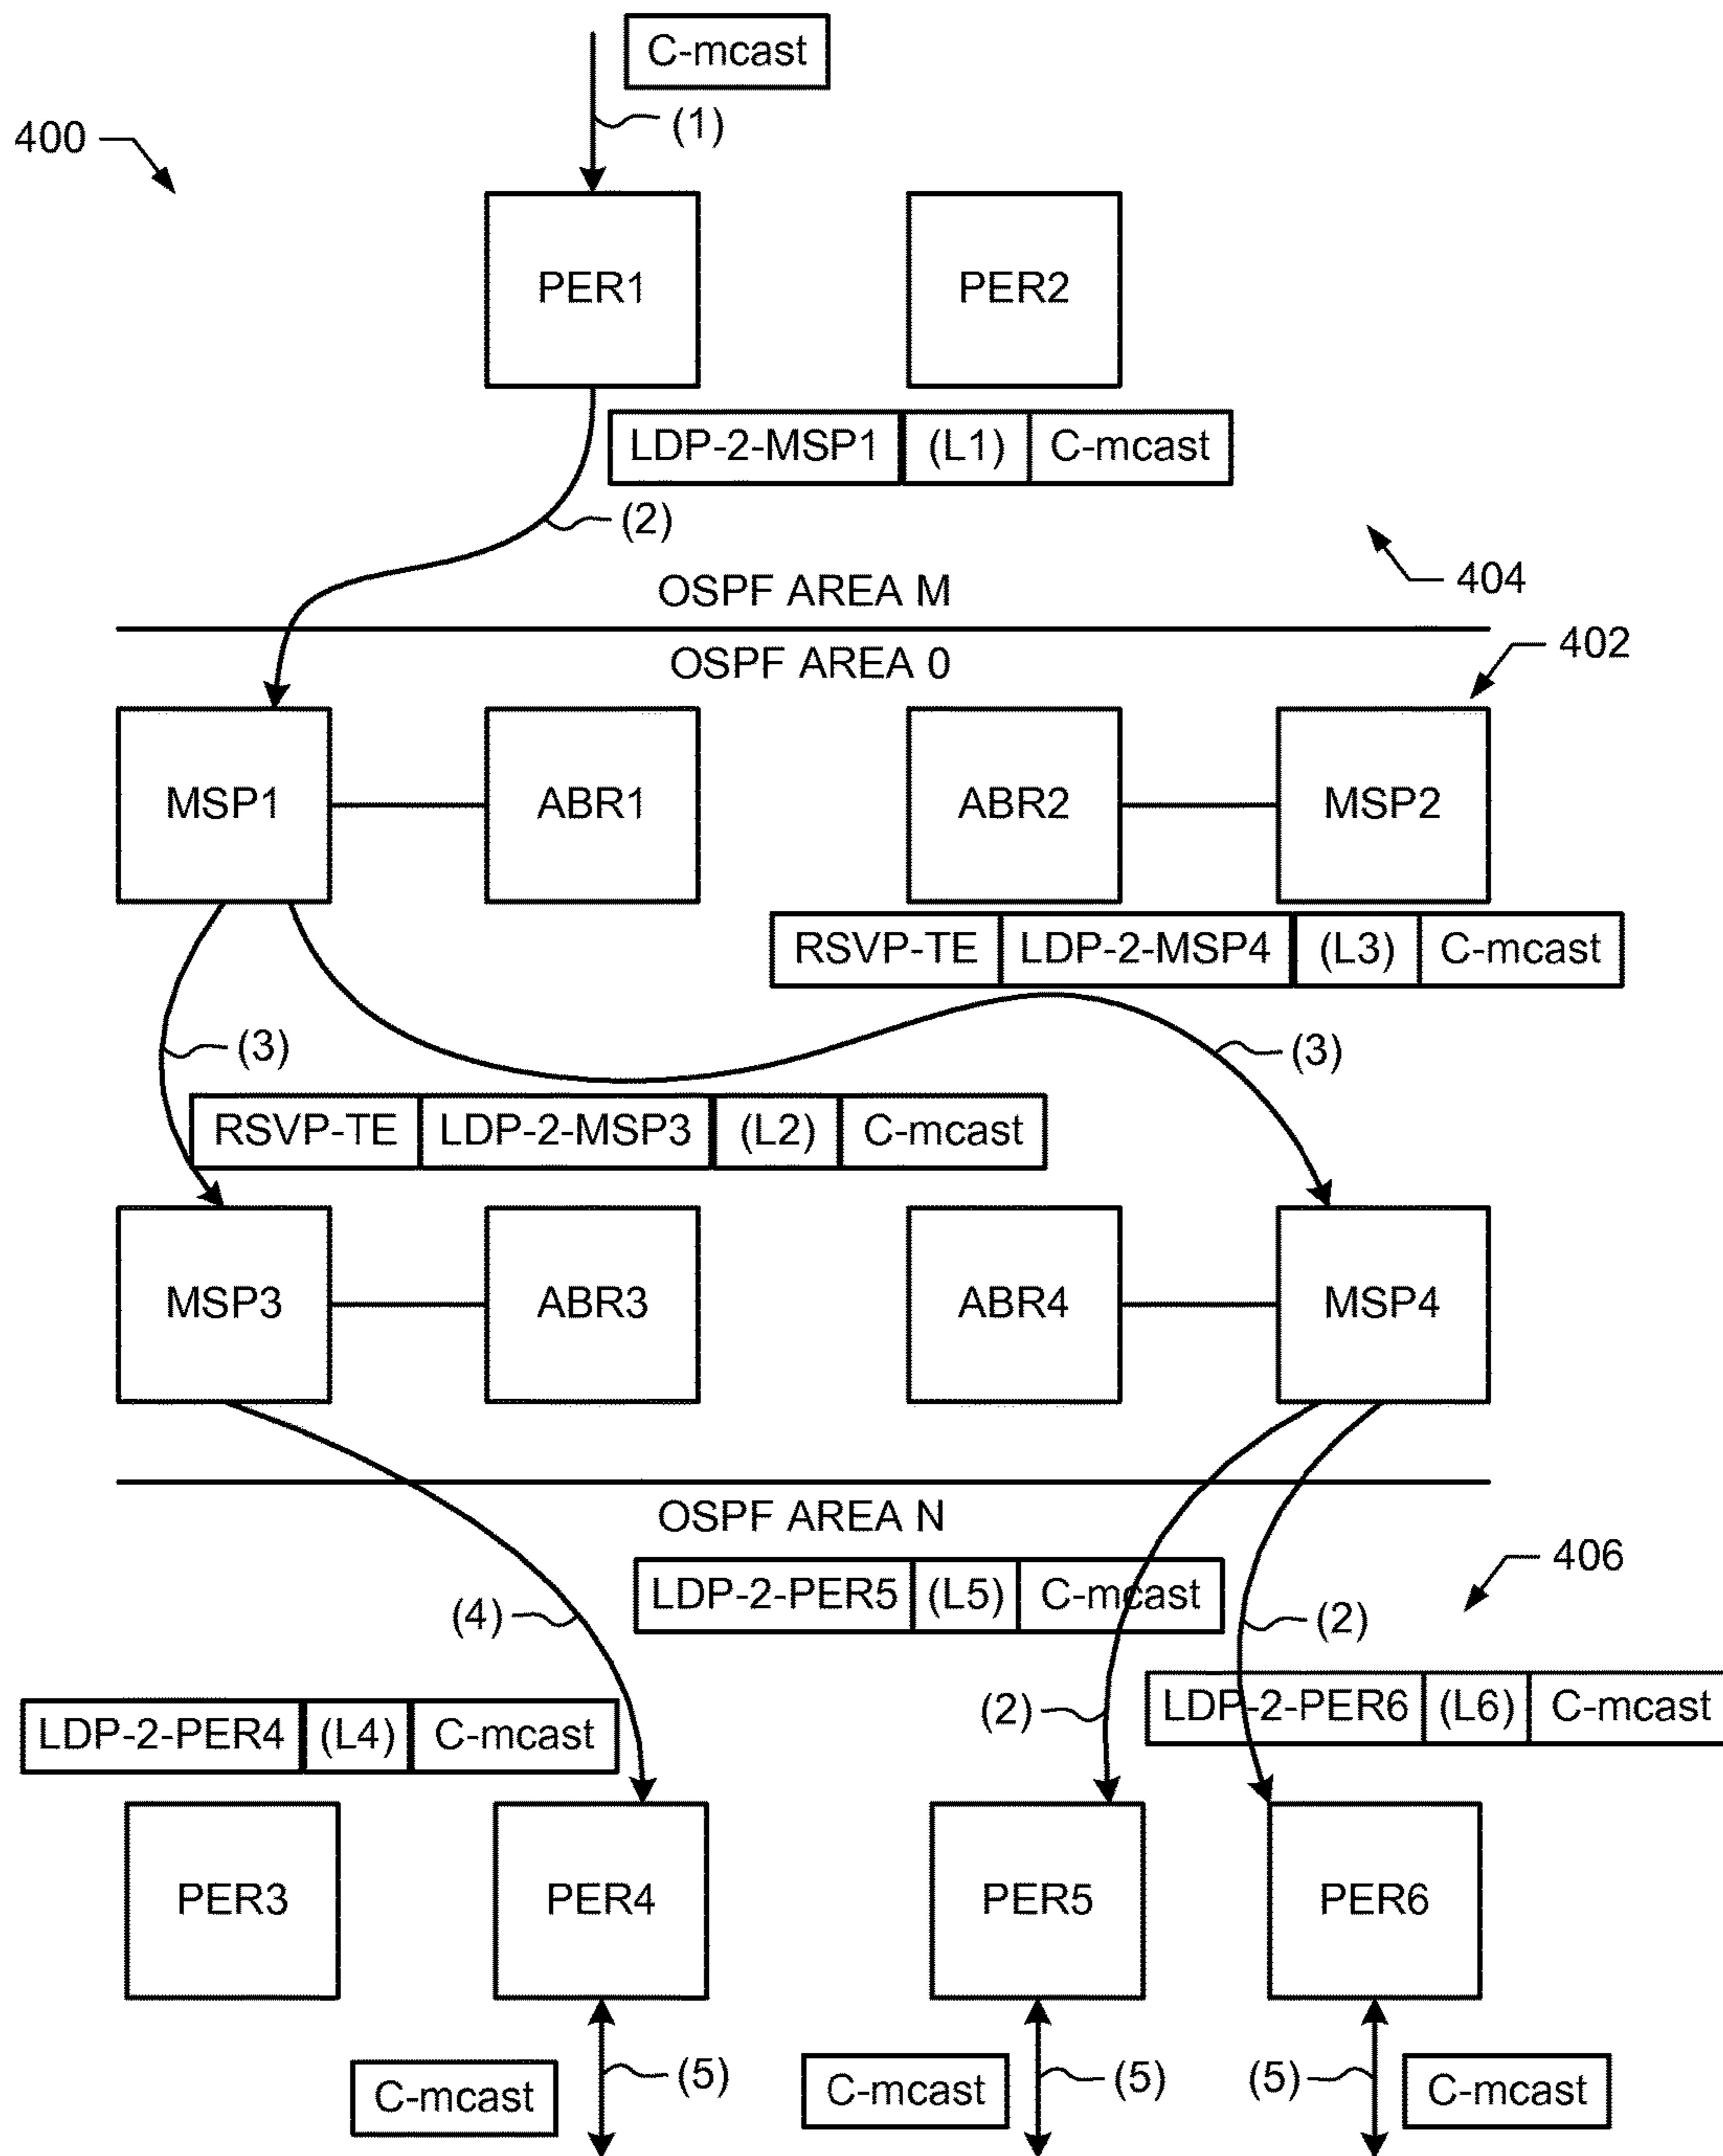 C-mcast
(1)
400
PER1 PER2
LDP-2-MSP1 (L1) C-mcast
(2)
404
OSPF AREA M
402
OSPF AREA 0
MSP1 ABR1 ABR2 MSP2
RSVP-TE LDP-2-MSP4 (L3) C-mcast
(3) (3)
RSVP-TE LDP-2-MSP3 (L2) C-mcast
MSP3 ABR3 ABR4 MSP4
OSPF AREA N
406
LDP-2-PER5 (L5) C-mcast
(4) (2)
LDP-2-PER6 (L6) C-mcast
(2)
LDP-2-PER4 (L4) C-mcast
PER3 PER4 PER5 PER6
(5) (5) (5)
C-mcast C-mcast C-mcast